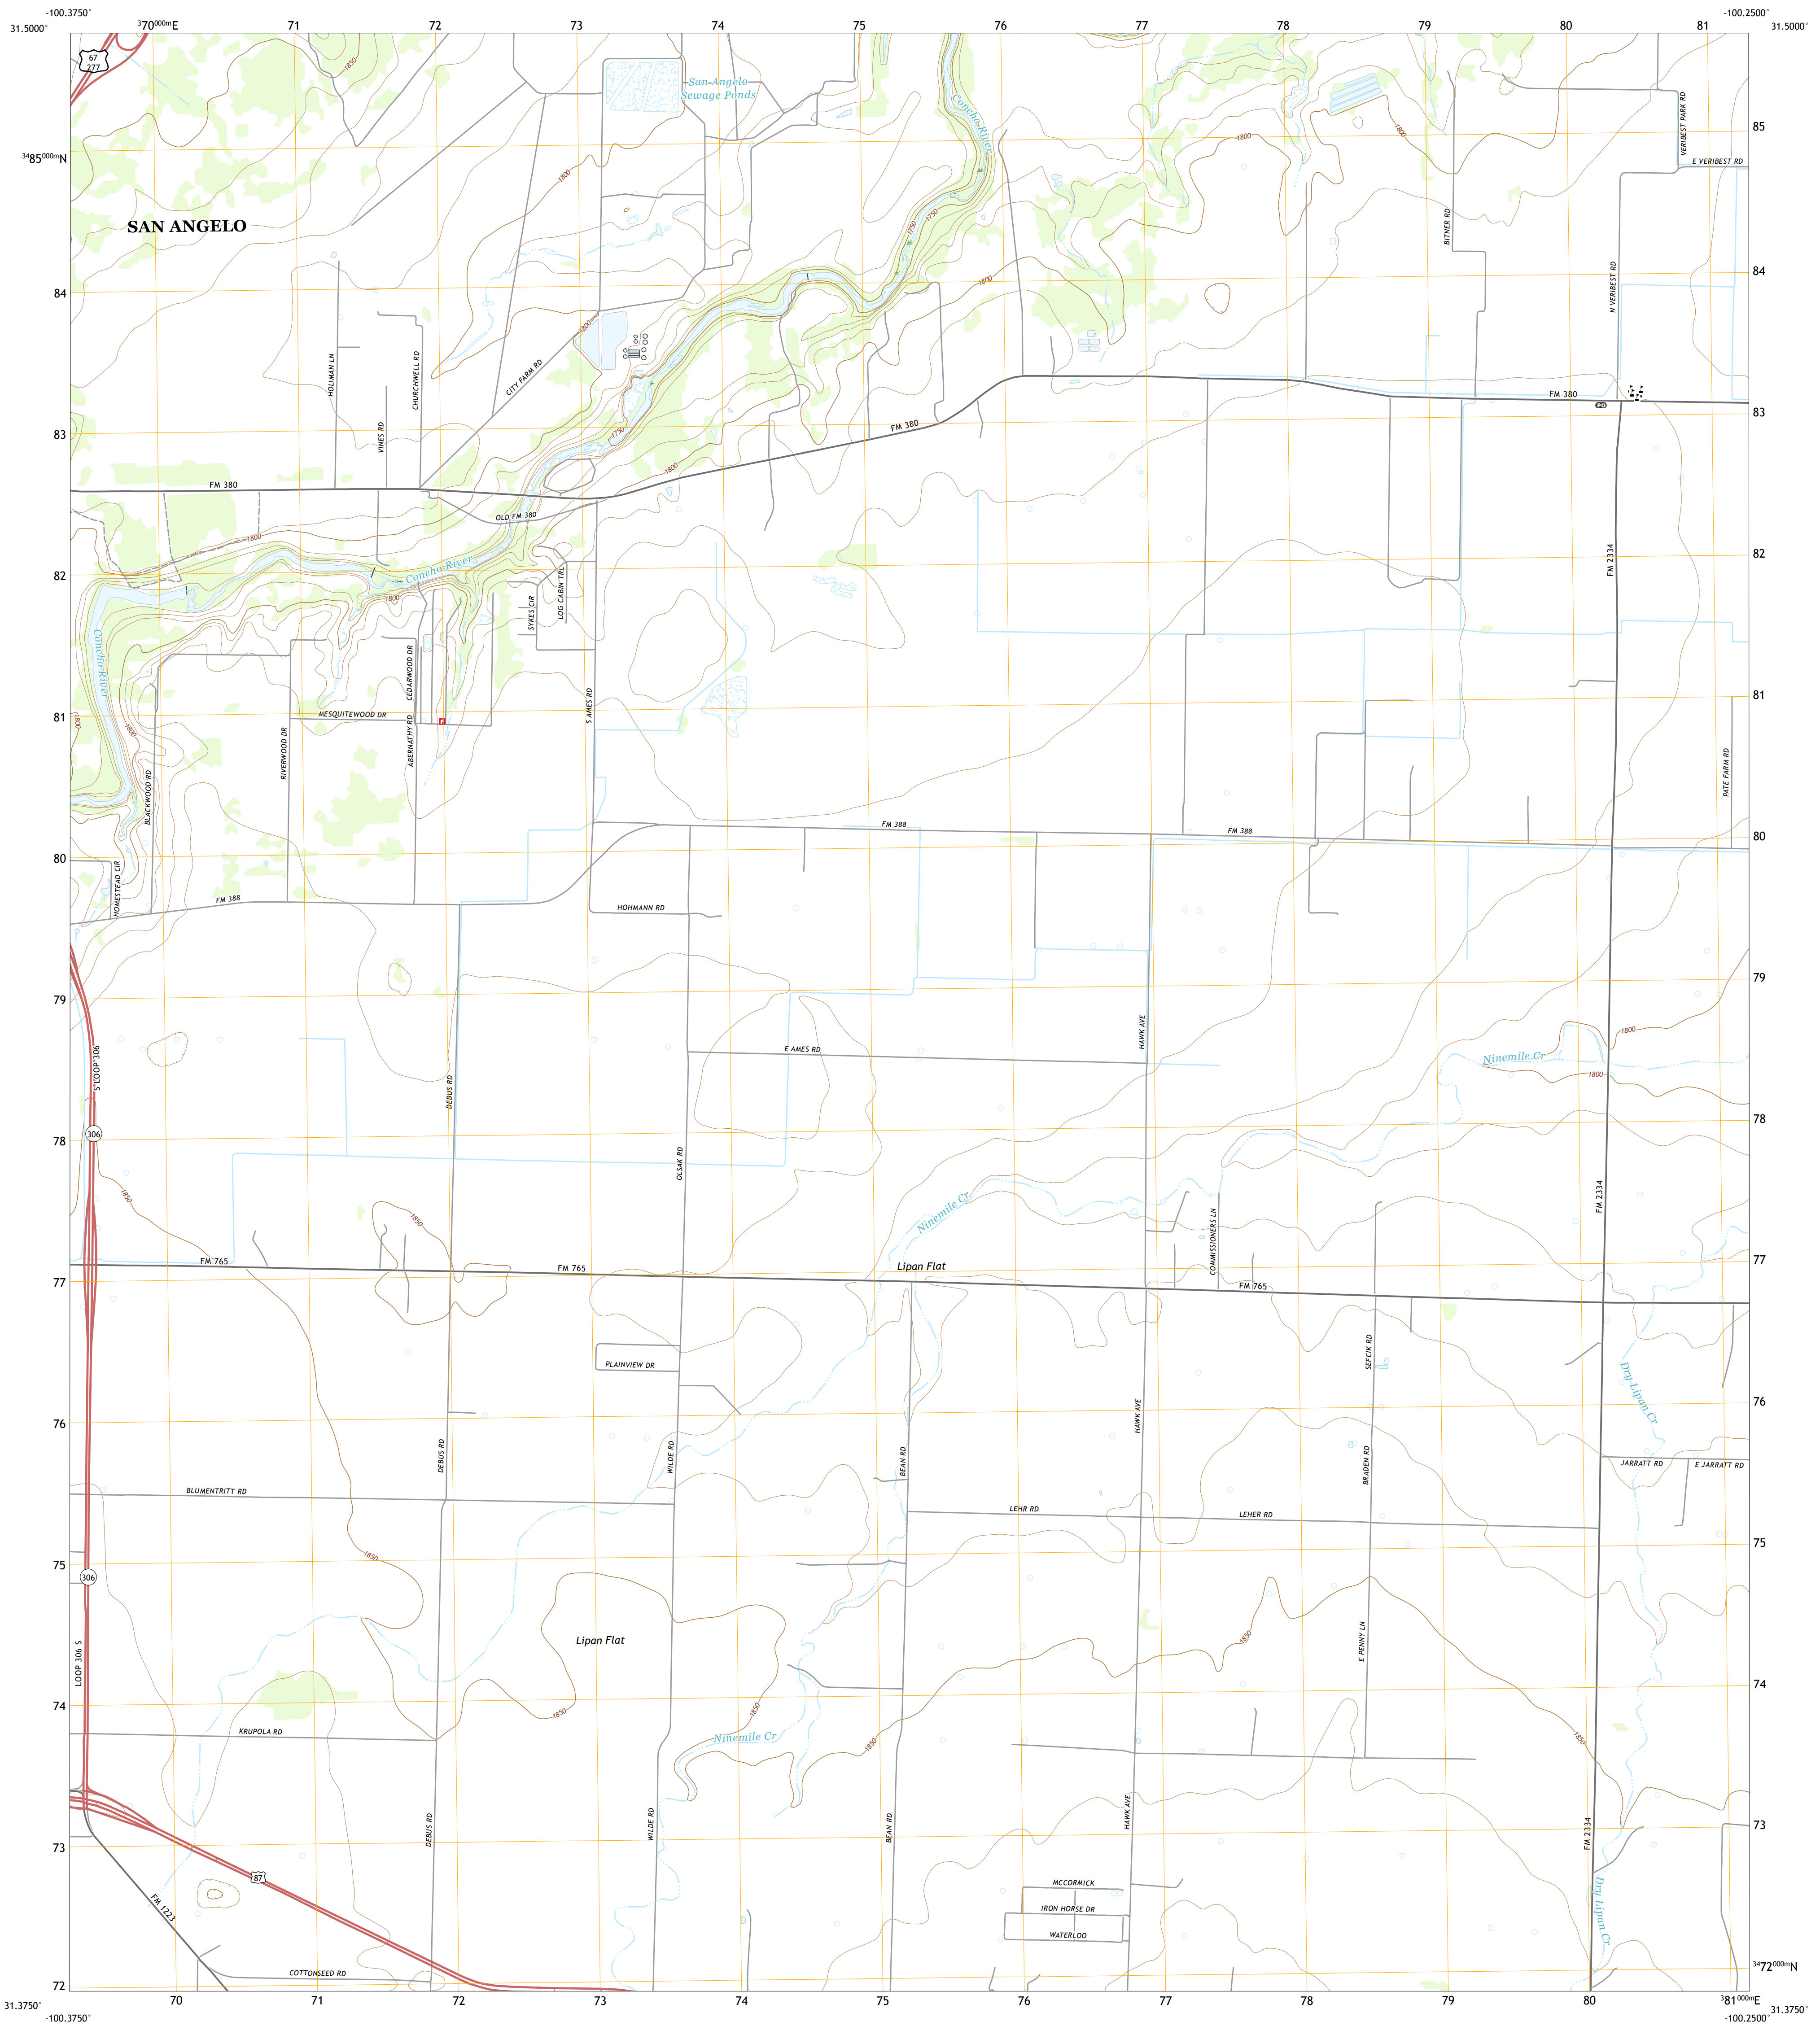 -100.3750°
370000mE
71
72
73
74
75
76
77
78
79
80
81
-100.2500°
31.5000°
31.5000°
67
277
1850
San Angelo
Sewage Ponds
Concho River
1800
1800
VERIBEST PARK RD
85
3485000mN
E VERIBEST RD
1800
SAN ANGELO
1750
1750
BITNER RD
84
84
1800
N VERIBEST RD
1800
HOLIMAN LN
CHURCHWELL RD
CITY FARM RD
FM 380
PO
83
83
VINES RD
1750
FM 380
1800
FM 380
OLD FM 380
1800
82
82
Concho River
FM 2334
1800
SYKES CIR
LOG CABIN TRL
Concho River
CEDARWOOD DR
81
81
MESQUITEWOOD DR
F
S AMES RD
1800
1800
ABERNATHY RD
RIVERWOOD DR
BLACKWOOD RD
PATE FARM RD
FM 388
FM 388
80
80
HOMESTEAD CIR
FM 388
HOHMANN RD
79
79
HAWK AVE
1800
S LOOP 306
E AMES RD
Ninemile Cr
1800
DEBUS RD
306
78
78
OLSAK RD
1850
Ninemile Cr
1850
COMMISSIONERS LN
FM 2334
FM 765
FM 765
Lipan Flat
FM 765
77
77
PLAINVIEW DR
SEFCIK RD
Dry Lipan Cr
76
76
HAWK AVE
DEBUS RD
WILDE RD
BEAN RD
BRADEN RD
JARRATT RD
E JARRATT RD
BLUMENTRITT RD
LEHR RD
LEHER RD
75
75
1850
306
Lipan Flat
1850
E PENNY LN
LOOP 306 S
74
74
1850
1850
KRUPOLA RD
Ninemile Cr
1850
1850
HAWK AVE
DEBUS RD
WILDE RD
BEAN RD
FM 2334
73
73
87
MCCORMICK
FM 1223
IRON HORSE DR
WATERLOO
Dry Lipan Cr
COTTONSEED RD
72
3472000mN
31.3750°
70
71
72
73
74
75
76
77
78
79
80
381000mE
31.3750°
-100.3750°
-100.2500°